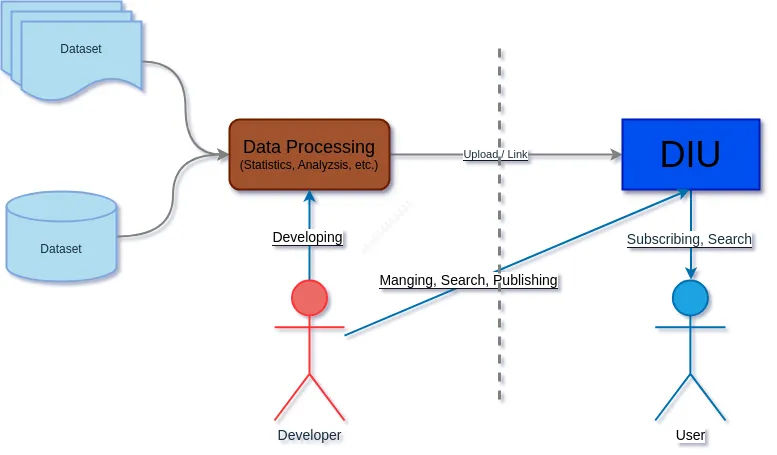 Dataset
Data Processing
(Statistics, Analyzsis, etc.)
Upload / Link
DIU
Dataset
Developing
Subscribing, Search
Manging, Search, Publishing
Developer
User